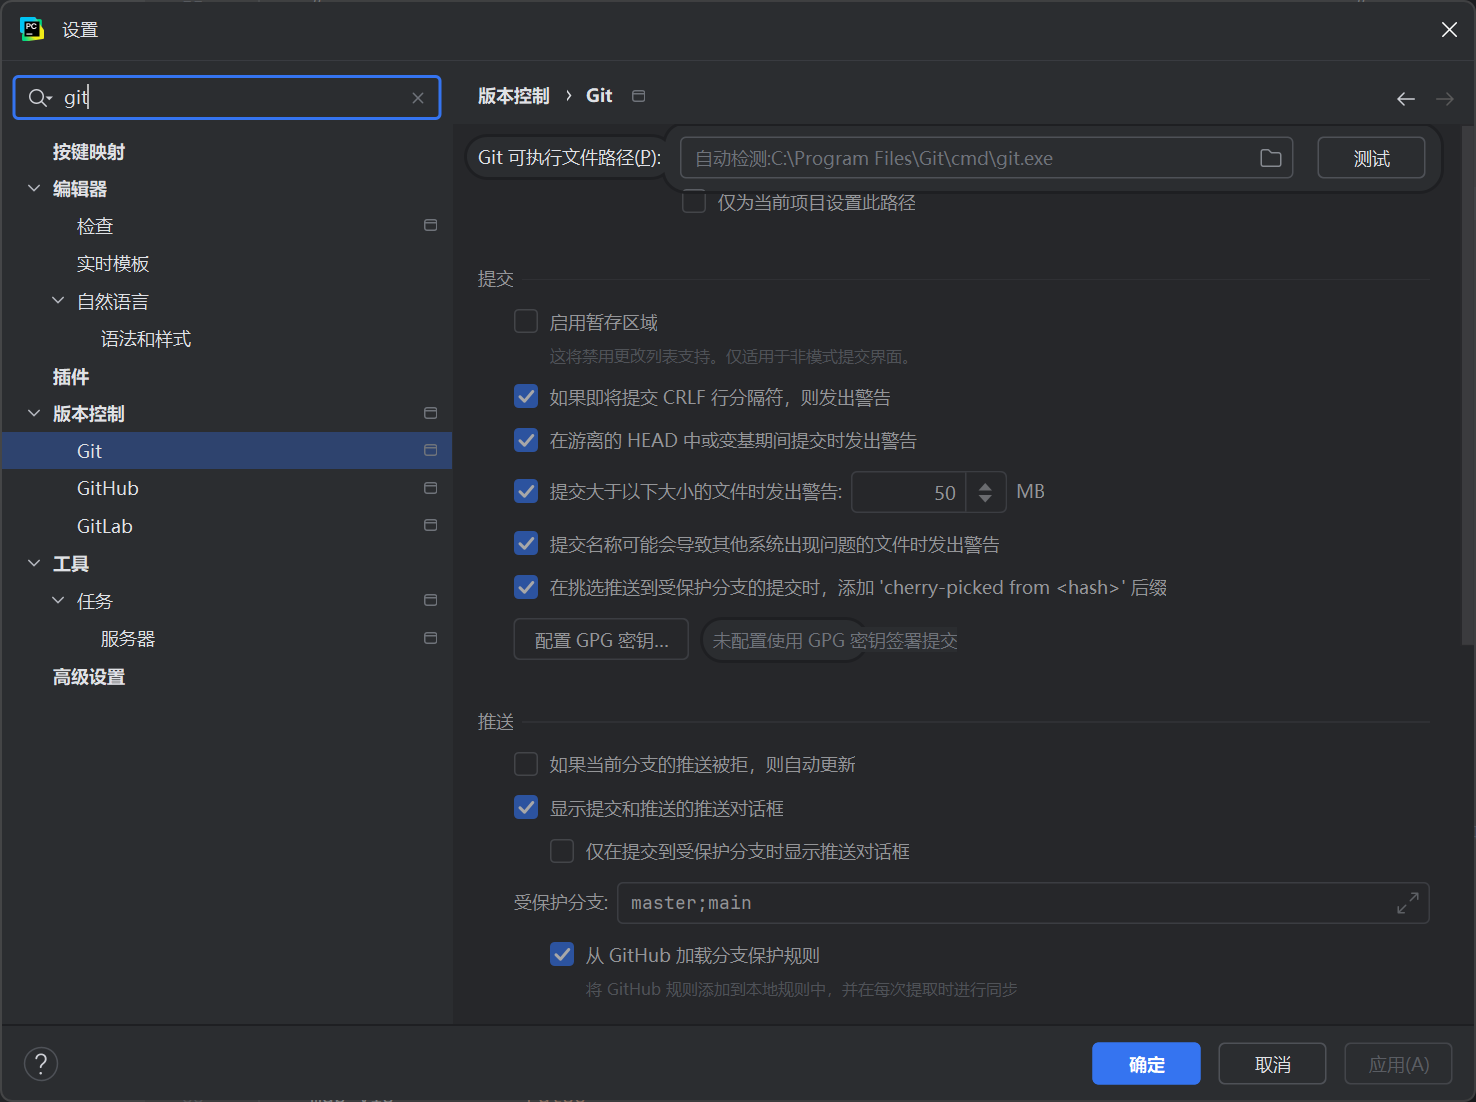 设置
git
按键映射
编辑器
检查
实时模板
自然语言
语法和样式
插件
版本控制
Git
GitHub
GitLab
工具
任务
服务器
高级设置
版本控制 › Git
Git 可执行文件路径(P): 自动检测:C:\Program Files\Git\cmd\git.exe 测试
仅为当前项目设置此路径
提交
启用暂存区域
这将禁用更改列表支持。仅适用于非模式提交界面。
如果即将提交 CRLF 行分隔符，则发出警告
在游离的 HEAD 中或变基期间提交时发出警告
提交大于以下大小的文件时发出警告: 50 MB
提交名称可能会导致其他系统出现问题的文件时发出警告
在挑选推送到受保护分支的提交时，添加 'cherry-picked from <hash>' 后缀
配置 GPG 密钥... 未配置使用 GPG 密钥签署提交
推送
如果当前分支的推送被拒，则自动更新
显示提交和推送的推送对话框
仅在提交到受保护分支时显示推送对话框
受保护分支: master;main
从 GitHub 加载分支保护规则
将 GitHub 规则添加到本地规则中，并在每次提取时进行同步
? 确定 取消 应用(A)